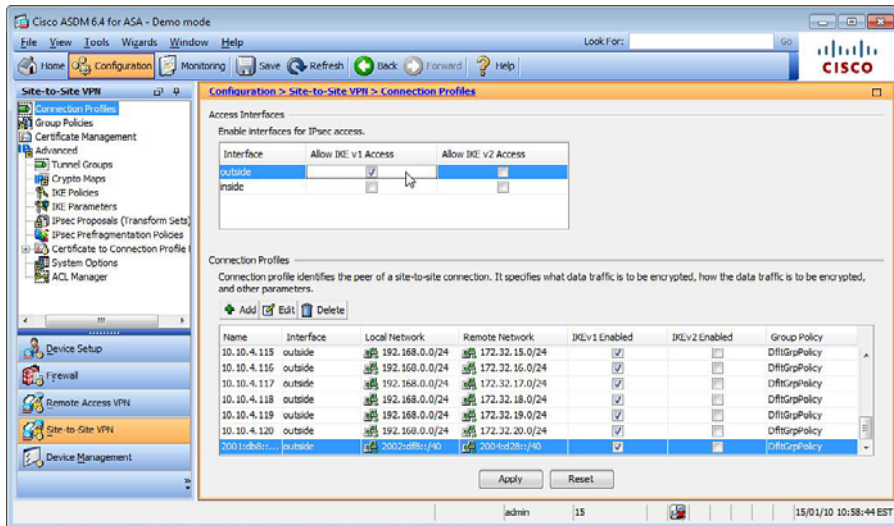 Cisco ASDM 6.4 for ASA - Demo mode
File View Tools Wizards Window Help Look For: Go
Home Configuration Monitoring Save Refresh Back Forward Help
CISCO
Site-to-Site VPN
Connection Profiles
Group Policies
Certificate Management
Advanced
Tunnel Groups
Crypto Maps
IKE Policies
IKE Parameters
IPsec Proposals (Transform Sets)
IPsec Prefragmentation Policies
Certificate to Connection Profile
System Options
ACL Manager
Device Setup
Firewall
Remote Access VPN
Site-to-Site VPN
Device Management
Configuration > Site-to-Site VPN > Connection Profiles
Access Interfaces
Enable interfaces for IPsec access.
Interface Allow IKE v1 Access Allow IKE v2 Access
outside
inside
Connection Profiles
Connection profile identifies the peer of a site-to-site connection. It specifies what data traffic is to be encrypted, how the data traffic is to be encrypted,
and other parameters.
Add Edit Delete
Name Interface Local Network Remote Network IKEv1 Enabled IKEv2 Enabled Group Policy
10.10.4.115 outside 192.168.0.0/24 172.32.15.0/24 DfltGrpPolicy
10.10.4.116 outside 192.168.0.0/24 172.32.16.0/24 DfltGrpPolicy
10.10.4.117 outside 192.168.0.0/24 172.32.17.0/24 DfltGrpPolicy
10.10.4.118 outside 192.168.0.0/24 172.32.18.0/24 DfltGrpPolicy
10.10.4.119 outside 192.168.0.0/24 172.32.19.0/24 DfltGrpPolicy
10.10.4.120 outside 192.168.0.0/24 172.32.20.0/24 DfltGrpPolicy
2001:db8::... outside 2002:df8::/40 2004:d28::/40 DfltGrpPolicy
Apply Reset
admin 15 15/01/10 10:58:44 EST